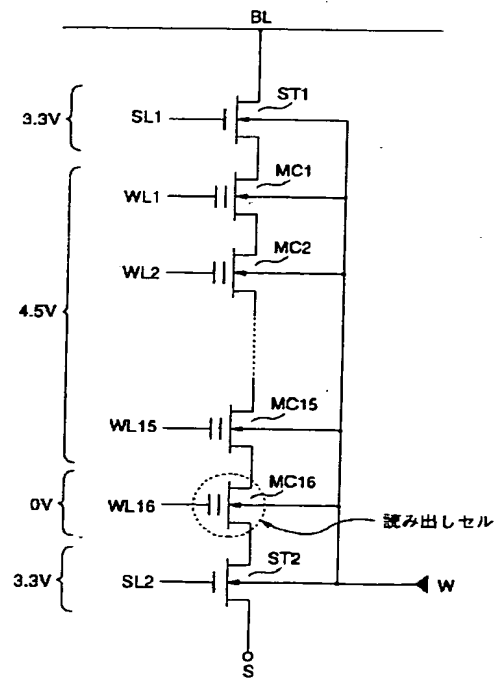 BL
ST1
3.3V
SL1
MC1
WL1
MC2
WL2
4.5V
MC15
WL15
MC16
0V
WL16
読み出しセル
ST2
3.3V
SL2
W
S